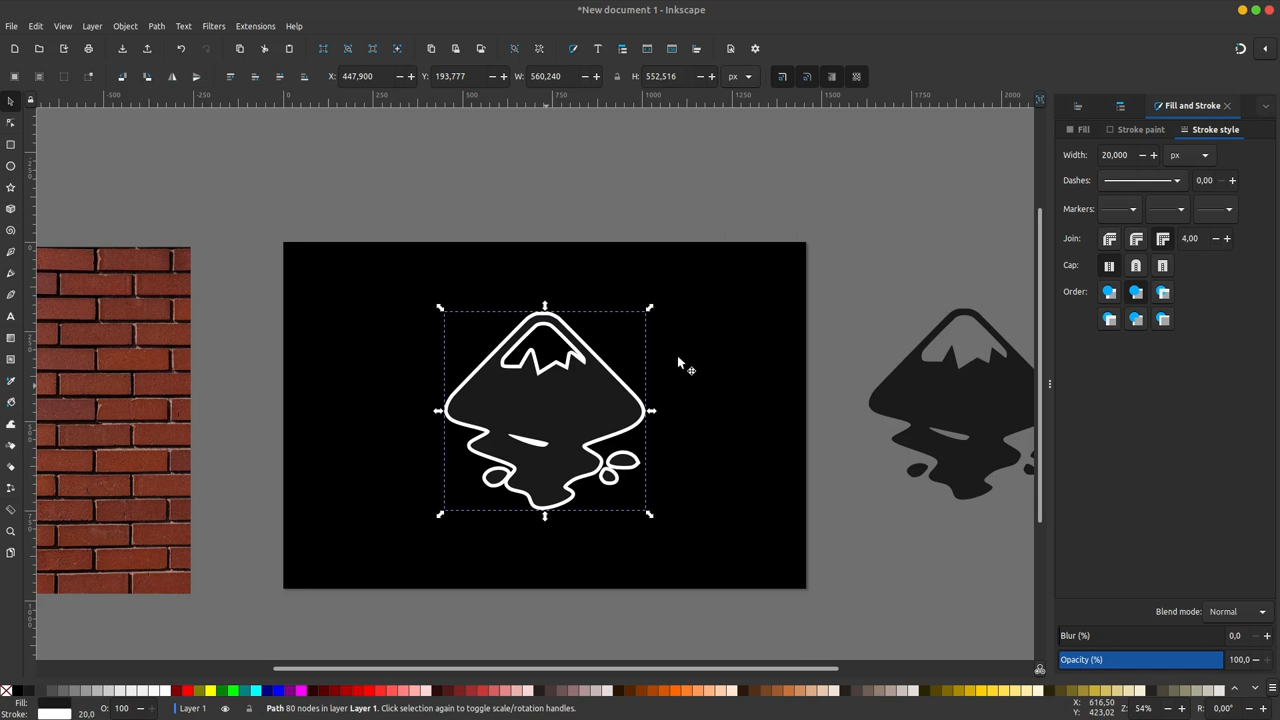 *New document 1 - Inkscape
File Edit View Layer Object Path Text Filters Extensions Help
X: 447,900 Y: 193,777 W: 560,240 H: 552,516 px
-500 -250 0 250 500 750 1000 1250 1500 1750 2000
Fill and Stroke
Fill Stroke paint Stroke style
Width: 20,000 px
Dashes: 0,00
Markers:
Join: 4,00
Cap:
Order:
Blend mode: Normal
Blur (%) 0,0
Opacity (%) 100,0
Fill:
Stroke: 20,0
O: 100
Layer 1
Path 80 nodes in layer Layer 1. Click selection again to toggle scale/rotation handles.
X: 616,50
Y: 423,02
Z: 54%
R: 0,00°